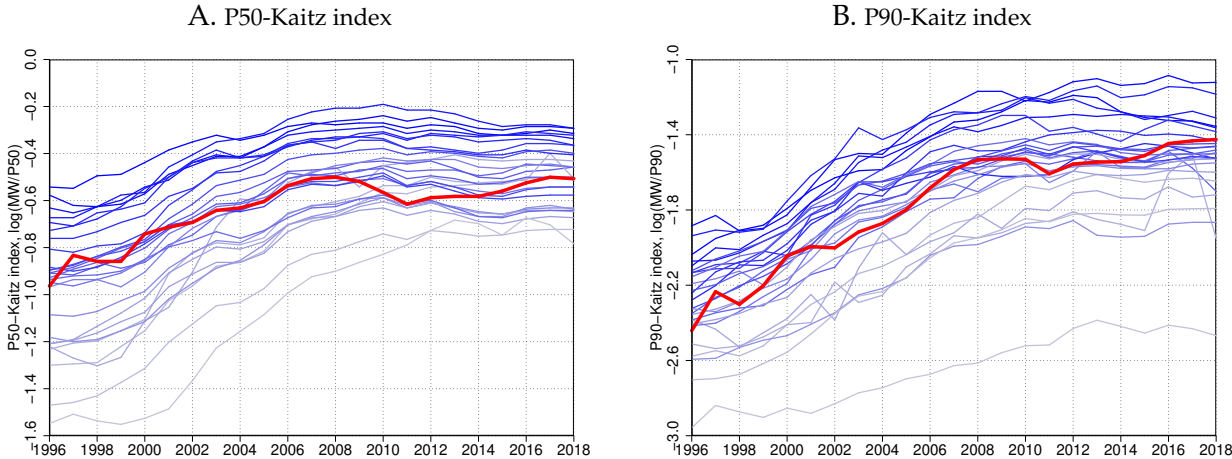 A. P50-Kaitz index
P50−Kaitz index, log(MW/P50)
0.0
−0.2
−0.4
−0.6
−0.8
−1.0
−1.2
−1.4
−1.6
1996 1998 2000 2002 2004 2006 2008 2010 2012 2014 2016 2018
B. P90-Kaitz index
P90−Kaitz index, log(MW/P90)
−1.0
−1.4
−1.8
−2.2
−2.6
−3.0
1996 1998 2000 2002 2004 2006 2008 2010 2012 2014 2016 2018